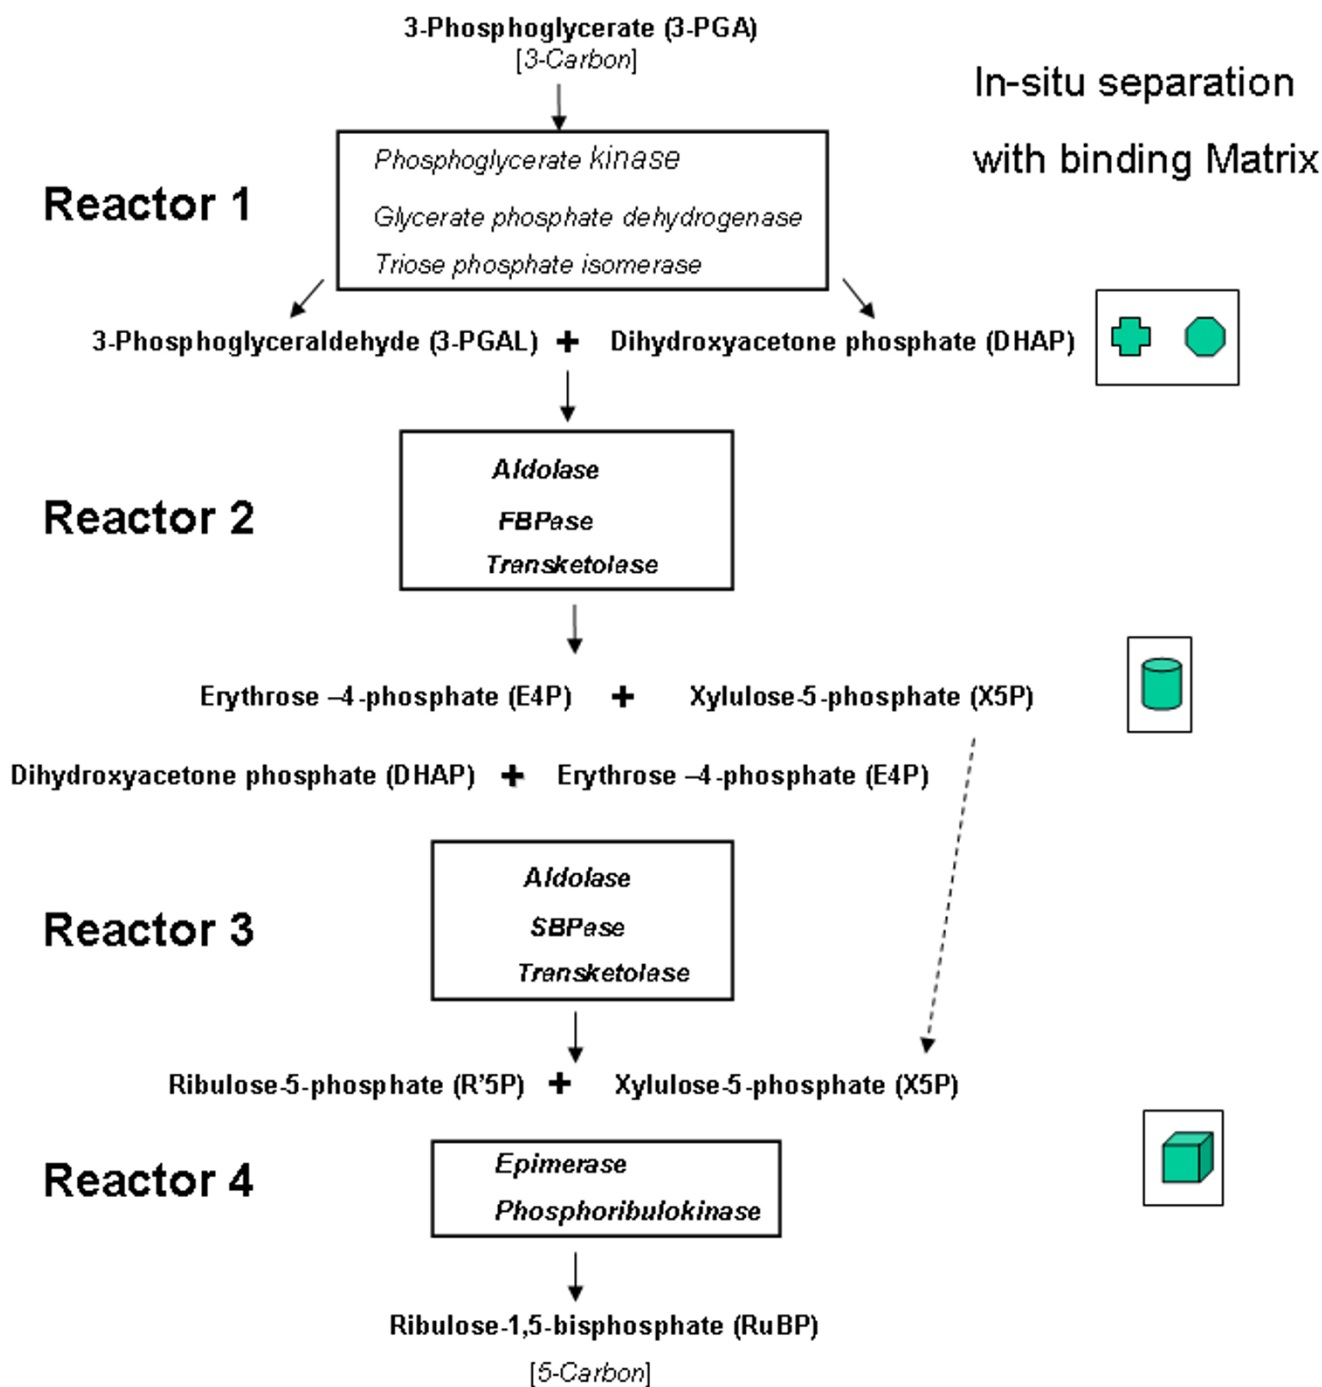 3-Phosphoglycerate (3-PGA)
[3-Carbon]
In-situ separation
with binding Matrix
Reactor 1
Phosphoglycerate kinase
Glycerate phosphate dehydrogenase
Triose phosphate isomerase
3-Phosphoglyceraldehyde (3-PGAL) + Dihydroxyacetone phosphate (DHAP)
Reactor 2
Aldolase
FBPase
Transketolase
Erythrose –4-phosphate (E4P) + Xylulose-5-phosphate (X5P)
Dihydroxyacetone phosphate (DHAP) + Erythrose –4-phosphate (E4P)
Reactor 3
Aldolase
SBPase
Transketolase
Ribulose-5-phosphate (R'5P) + Xylulose-5-phosphate (X5P)
Reactor 4
Epimerase
Phosphoribulokinase
Ribulose-1,5-bisphosphate (RuBP)
[5-Carbon]